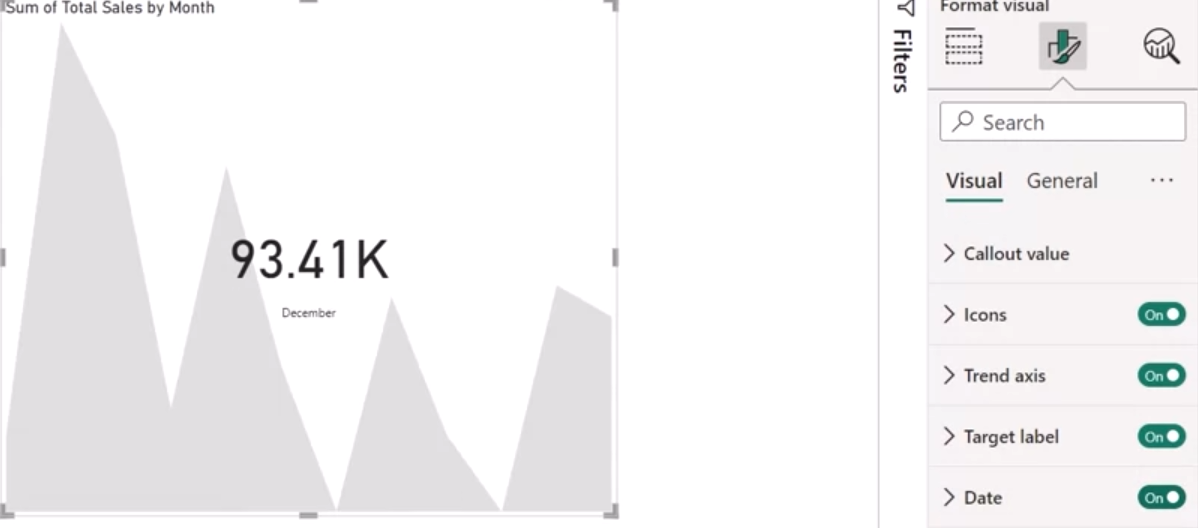 Sum of Total Sales by Month
93.41K
December
Filters
Format visual
Search
Visual General ...
Callout value
Icons On
Trend axis On
Target label On
Date On